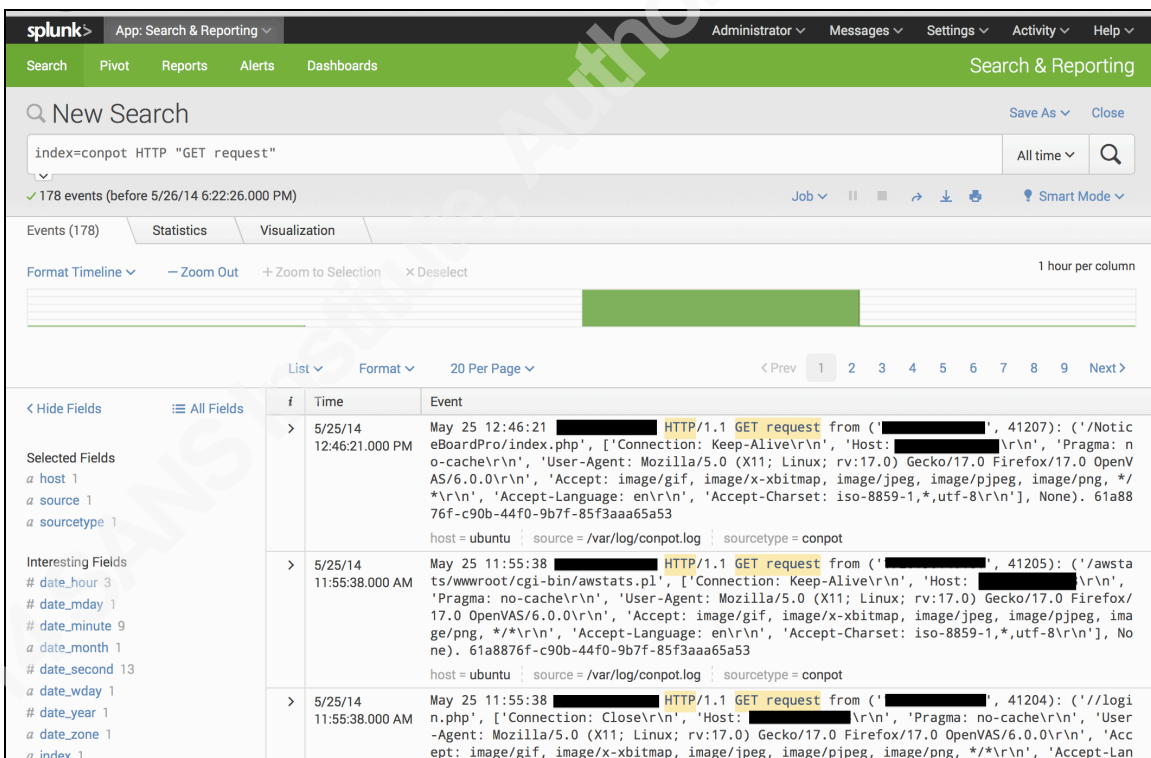 splunk> App: Search & Reporting Administrator Messages Settings Activity Help
Search Pivot Reports Alerts Dashboards Search & Reporting
New Search Save As Close
index=conpot HTTP "GET request" All time
178 events (before 5/26/14 6:22:26.000 PM) Job Smart Mode
Events (178) Statistics Visualization
Format Timeline — Zoom Out + Zoom to Selection × Deselect 1 hour per column
List Format 20 Per Page < Prev 1 2 3 4 5 6 7 8 9 Next >
< Hide Fields All Fields i Time Event
> 5/25/14 May 25 12:46:21 HTTP/1.1 GET request from ('', 41207): ('/Notic
12:46:21.000 PM eBoardPro/index.php', ['Connection: Keep-Alive\r\n', 'Host: \r\n', 'Pragma: n
Selected Fields o-cache\r\n', 'User-Agent: Mozilla/5.0 (X11; Linux; rv:17.0) Gecko/17.0 Firefox/17.0 OpenV
a host 1 AS/6.0.0\r\n', 'Accept: image/gif, image/x-xbitmap, image/jpeg, image/pjpeg, image/png, */
a source 1 *\r\n', 'Accept-Language: en\r\n', 'Accept-Charset: iso-8859-1,*,utf-8\r\n'], None). 61a88
a sourcetype 1 76f-c90b-44f0-9b7f-85f3aaa65a53
host = ubuntu source = /var/log/conpot.log sourcetype = conpot
Interesting Fields > 5/25/14 May 25 11:55:38 HTTP/1.1 GET request from (' ', 41205): ('/awsta
# date_hour 3 11:55:38.000 AM ts/wwwroot/cgi-bin/awstats.pl', ['Connection: Keep-Alive\r\n', 'Host: \r\n',
# date_mday 1 'Pragma: no-cache\r\n', 'User-Agent: Mozilla/5.0 (X11; Linux; rv:17.0) Gecko/17.0 Firefox/
# date_minute 9 17.0 OpenVAS/6.0.0\r\n', 'Accept: image/gif, image/x-xbitmap, image/jpeg, image/pjpeg, ima
a date_month 1 ge/png, */*\r\n', 'Accept-Language: en\r\n', 'Accept-Charset: iso-8859-1,*,utf-8\r\n'], No
# date_second 13 ne). 61a8876f-c90b-44f0-9b7f-85f3aaa65a53
a date_wday 1 host = ubuntu source = /var/log/conpot.log sourcetype = conpot
# date_year 1 > 5/25/14 May 25 11:55:38 HTTP/1.1 GET request from ('', 41204): ('//logi
a date_zone 1 11:55:38.000 AM n.php', ['Connection: Close\r\n', 'Host: \r\n', 'Pragma: no-cache\r\n', 'User
-Agent: Mozilla/5.0 (X11; Linux; rv:17.0) Gecko/17.0 Firefox/17.0 OpenVAS/6.0.0\r\n', 'Acc
a index 1 ept: image/gif, image/x-xbitmap, image/jpeg, image/pjpeg, image/png, */*\r\n', 'Accept-Lan
SANS Institute, Autho